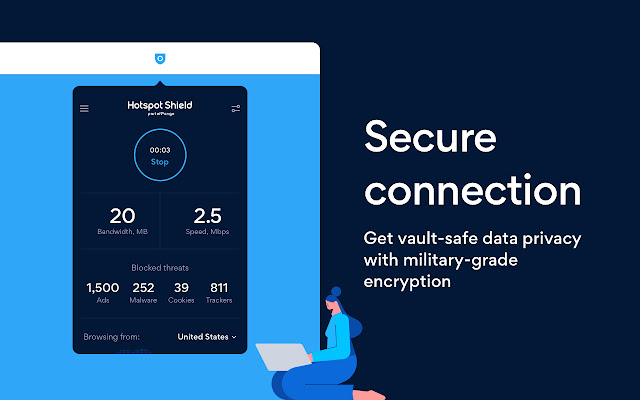 Hotspot Shield
part of Pango
00:03
Stop
20
Bandwidth, MB
2.5
Speed, Mbps
Blocked threats
1,500 252 39 811
Ads Malware Cookies Trackers
Browsing from: United States
Secure
connection
Get vault-safe data privacy
with military-grade
encryption